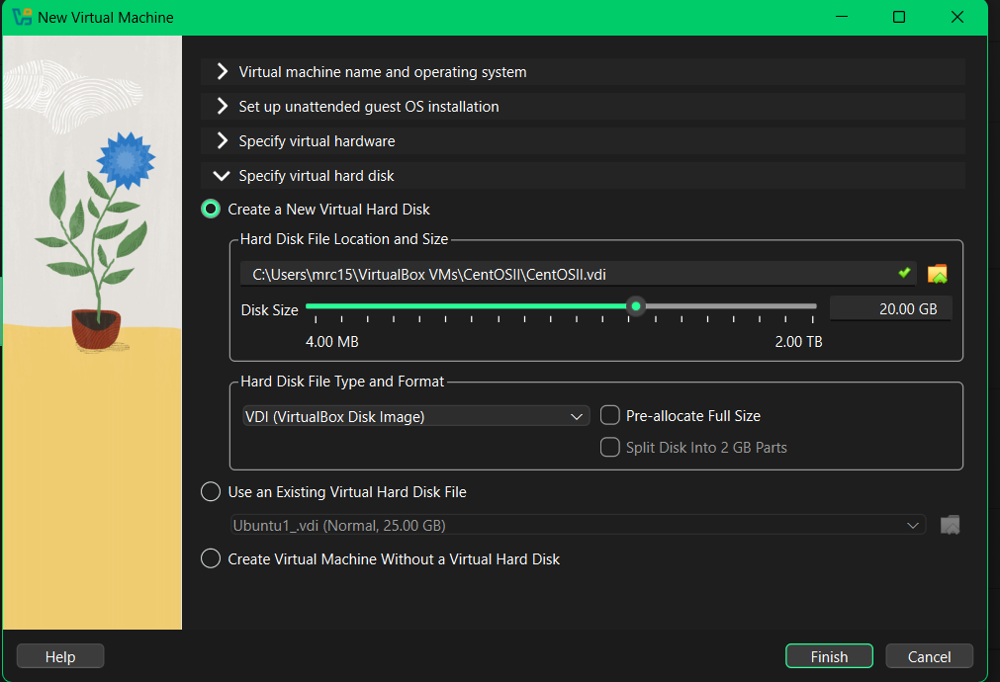 New Virtual Machine
Virtual machine name and operating system
Set up unattended guest OS installation
Specify virtual hardware
Specify virtual hard disk
Create a New Virtual Hard Disk
Hard Disk File Location and Size
C:\Users\mrc15\VirtualBox VMs\CentOSII\CentOSII.vdi
Disk Size 20.00 GB
4.00 MB 2.00 TB
Hard Disk File Type and Format
VDI (VirtualBox Disk Image) Pre-allocate Full Size
Split Disk Into 2 GB Parts
Use an Existing Virtual Hard Disk File
Ubuntu1_.vdi (Normal, 25.00 GB)
Create Virtual Machine Without a Virtual Hard Disk
Help Finish Cancel